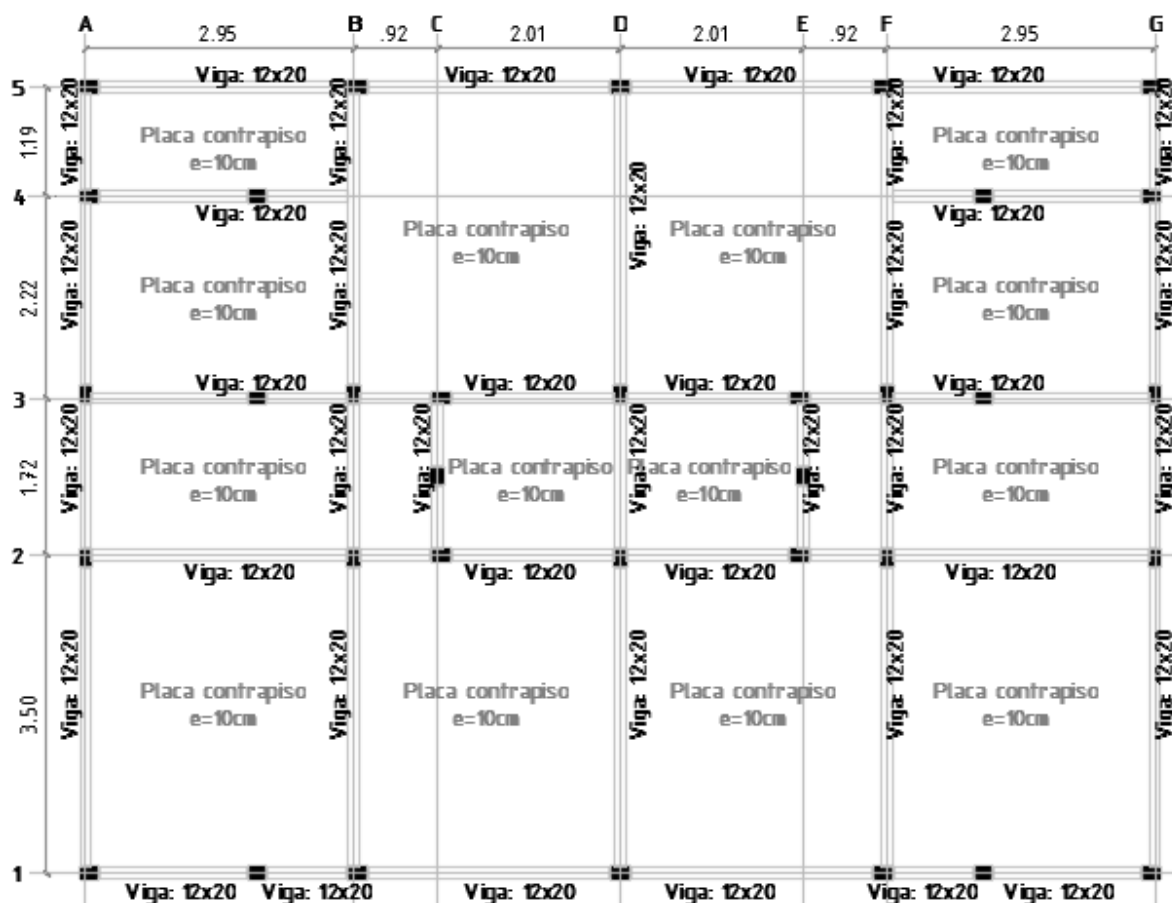 A B C D E F G
2.95 .92 2.01 2.01 .92 2.95
Viga: 12x20 Viga: 12x20 Viga: 12x20 Viga: 12x20
5
Viga: 12x20 Viga: 12x20 Viga: 12x20 Viga: 12x20
1.19
Placa contrapiso Placa contrapiso
e=10cm e=10cm
Viga: 12x20
4
Viga: 12x20 Viga: 12x20
Viga: 12x20 Viga: 12x20 Viga: 12x20 Viga: 12x20
Placa contrapiso Placa contrapiso
e=10cm e=10cm
2.22
Placa contrapiso Placa contrapiso
e=10cm e=10cm
Viga: 12x20 Viga: 12x20 Viga: 12x20 Viga: 12x20
3
Viga: 12x20 Viga: 12x20 Viga: 12x20 Viga: 12x20 Viga: 12x20 Viga: 12x20 Viga: 12x20
1.72
Placa contrapiso Placa contrapiso Placa contrapiso Placa contrapiso
e=10cm e=10cm e=10cm e=10cm
2
Viga: 12x20 Viga: 12x20 Viga: 12x20 Viga: 12x20
Viga: 12x20 Viga: 12x20 Viga: 12x20 Viga: 12x20 Viga: 12x20
3.50
Placa contrapiso Placa contrapiso Placa contrapiso Placa contrapiso
e=10cm e=10cm e=10cm e=10cm
1
Viga: 12x20 Viga: 12x20 Viga: 12x20 Viga: 12x20 Viga: 12x20 Viga: 12x20